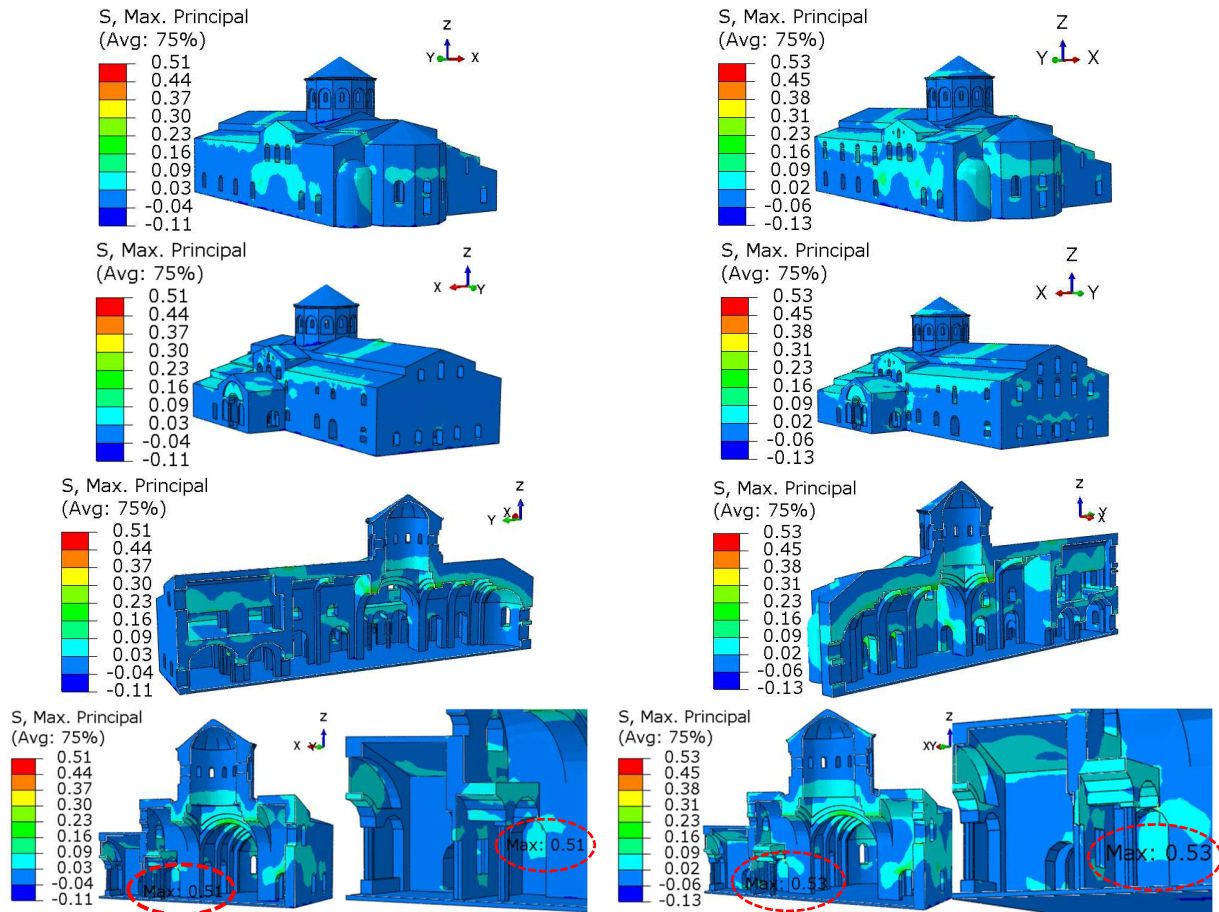 S, Max. Principal
(Avg: 75%)
0.51
0.44
0.37
0.30
0.23
0.16
0.09
0.03
-0.04
-0.11
z
Y X
S, Max. Principal
(Avg: 75%)
0.53
0.45
0.38
0.31
0.24
0.16
0.09
0.02
-0.06
-0.13
Z
Y X
S, Max. Principal
(Avg: 75%)
0.51
0.44
0.37
0.30
0.23
0.16
0.09
0.03
-0.04
-0.11
z
X Y
S, Max. Principal
(Avg: 75%)
0.53
0.45
0.38
0.31
0.24
0.16
0.09
0.02
-0.06
-0.13
Z
X Y
S, Max. Principal
(Avg: 75%)
0.51
0.44
0.37
0.30
0.23
0.16
0.09
0.03
-0.04
-0.11
z
Y X
S, Max. Principal
(Avg: 75%)
0.53
0.45
0.38
0.31
0.24
0.16
0.09
0.02
-0.06
-0.13
z
Y
X
S, Max. Principal
(Avg: 75%)
0.51
0.44
0.37
0.30
0.23
0.16
0.09
0.03
-0.04
-0.11
z
X Y
Max: 0.51
Max: 0.51
S, Max. Principal
(Avg: 75%)
0.53
0.45
0.38
0.31
0.24
0.16
0.09
0.02
-0.06
-0.13
z
XY
Max: 0.53
Max: 0.53